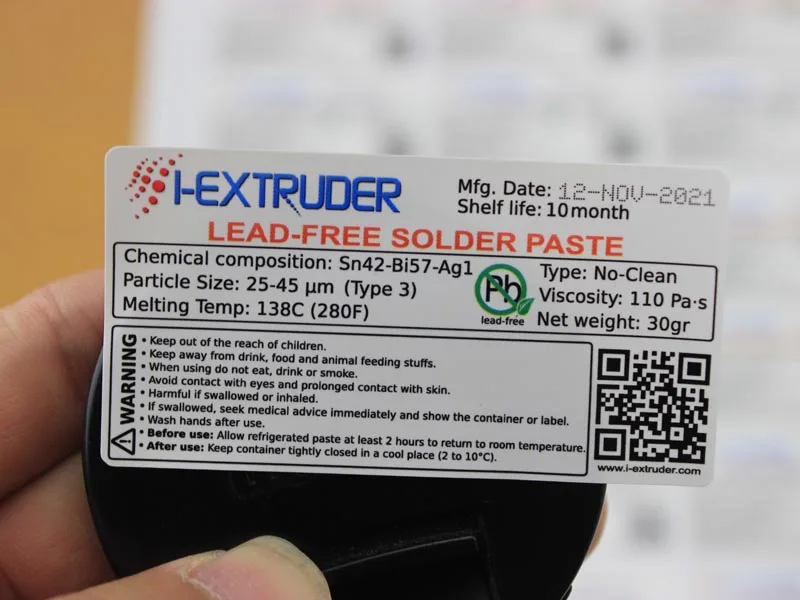 I-EXTRUDER
Mfg. Date: 12-NOV-2021
Shelf life: 10month
LEAD-FREE SOLDER PASTE
Chemical composition: Sn42-Bi57-Ag1
Particle Size: 25-45 µm (Type 3)
Melting Temp: 138C (280F)
Pb
lead-free
Type: No-Clean
Viscosity: 110 Pa·s
Net weight: 30gr
WARNING
• Keep out of the reach of children.
• Keep away from drink, food and animal feeding stuffs.
• When using do not eat, drink or smoke.
• Avoid contact with eyes and prolonged contact with skin.
• Harmful if swallowed or inhaled.
• If swallowed, seek medical advice immediately and show the container or label.
• Wash hands after use.
• Before use: Allow refrigerated paste at least 2 hours to return to room temperature.
• After use: Keep container tightly closed in a cool place (2 to 10°C).
www.i-extruder.com